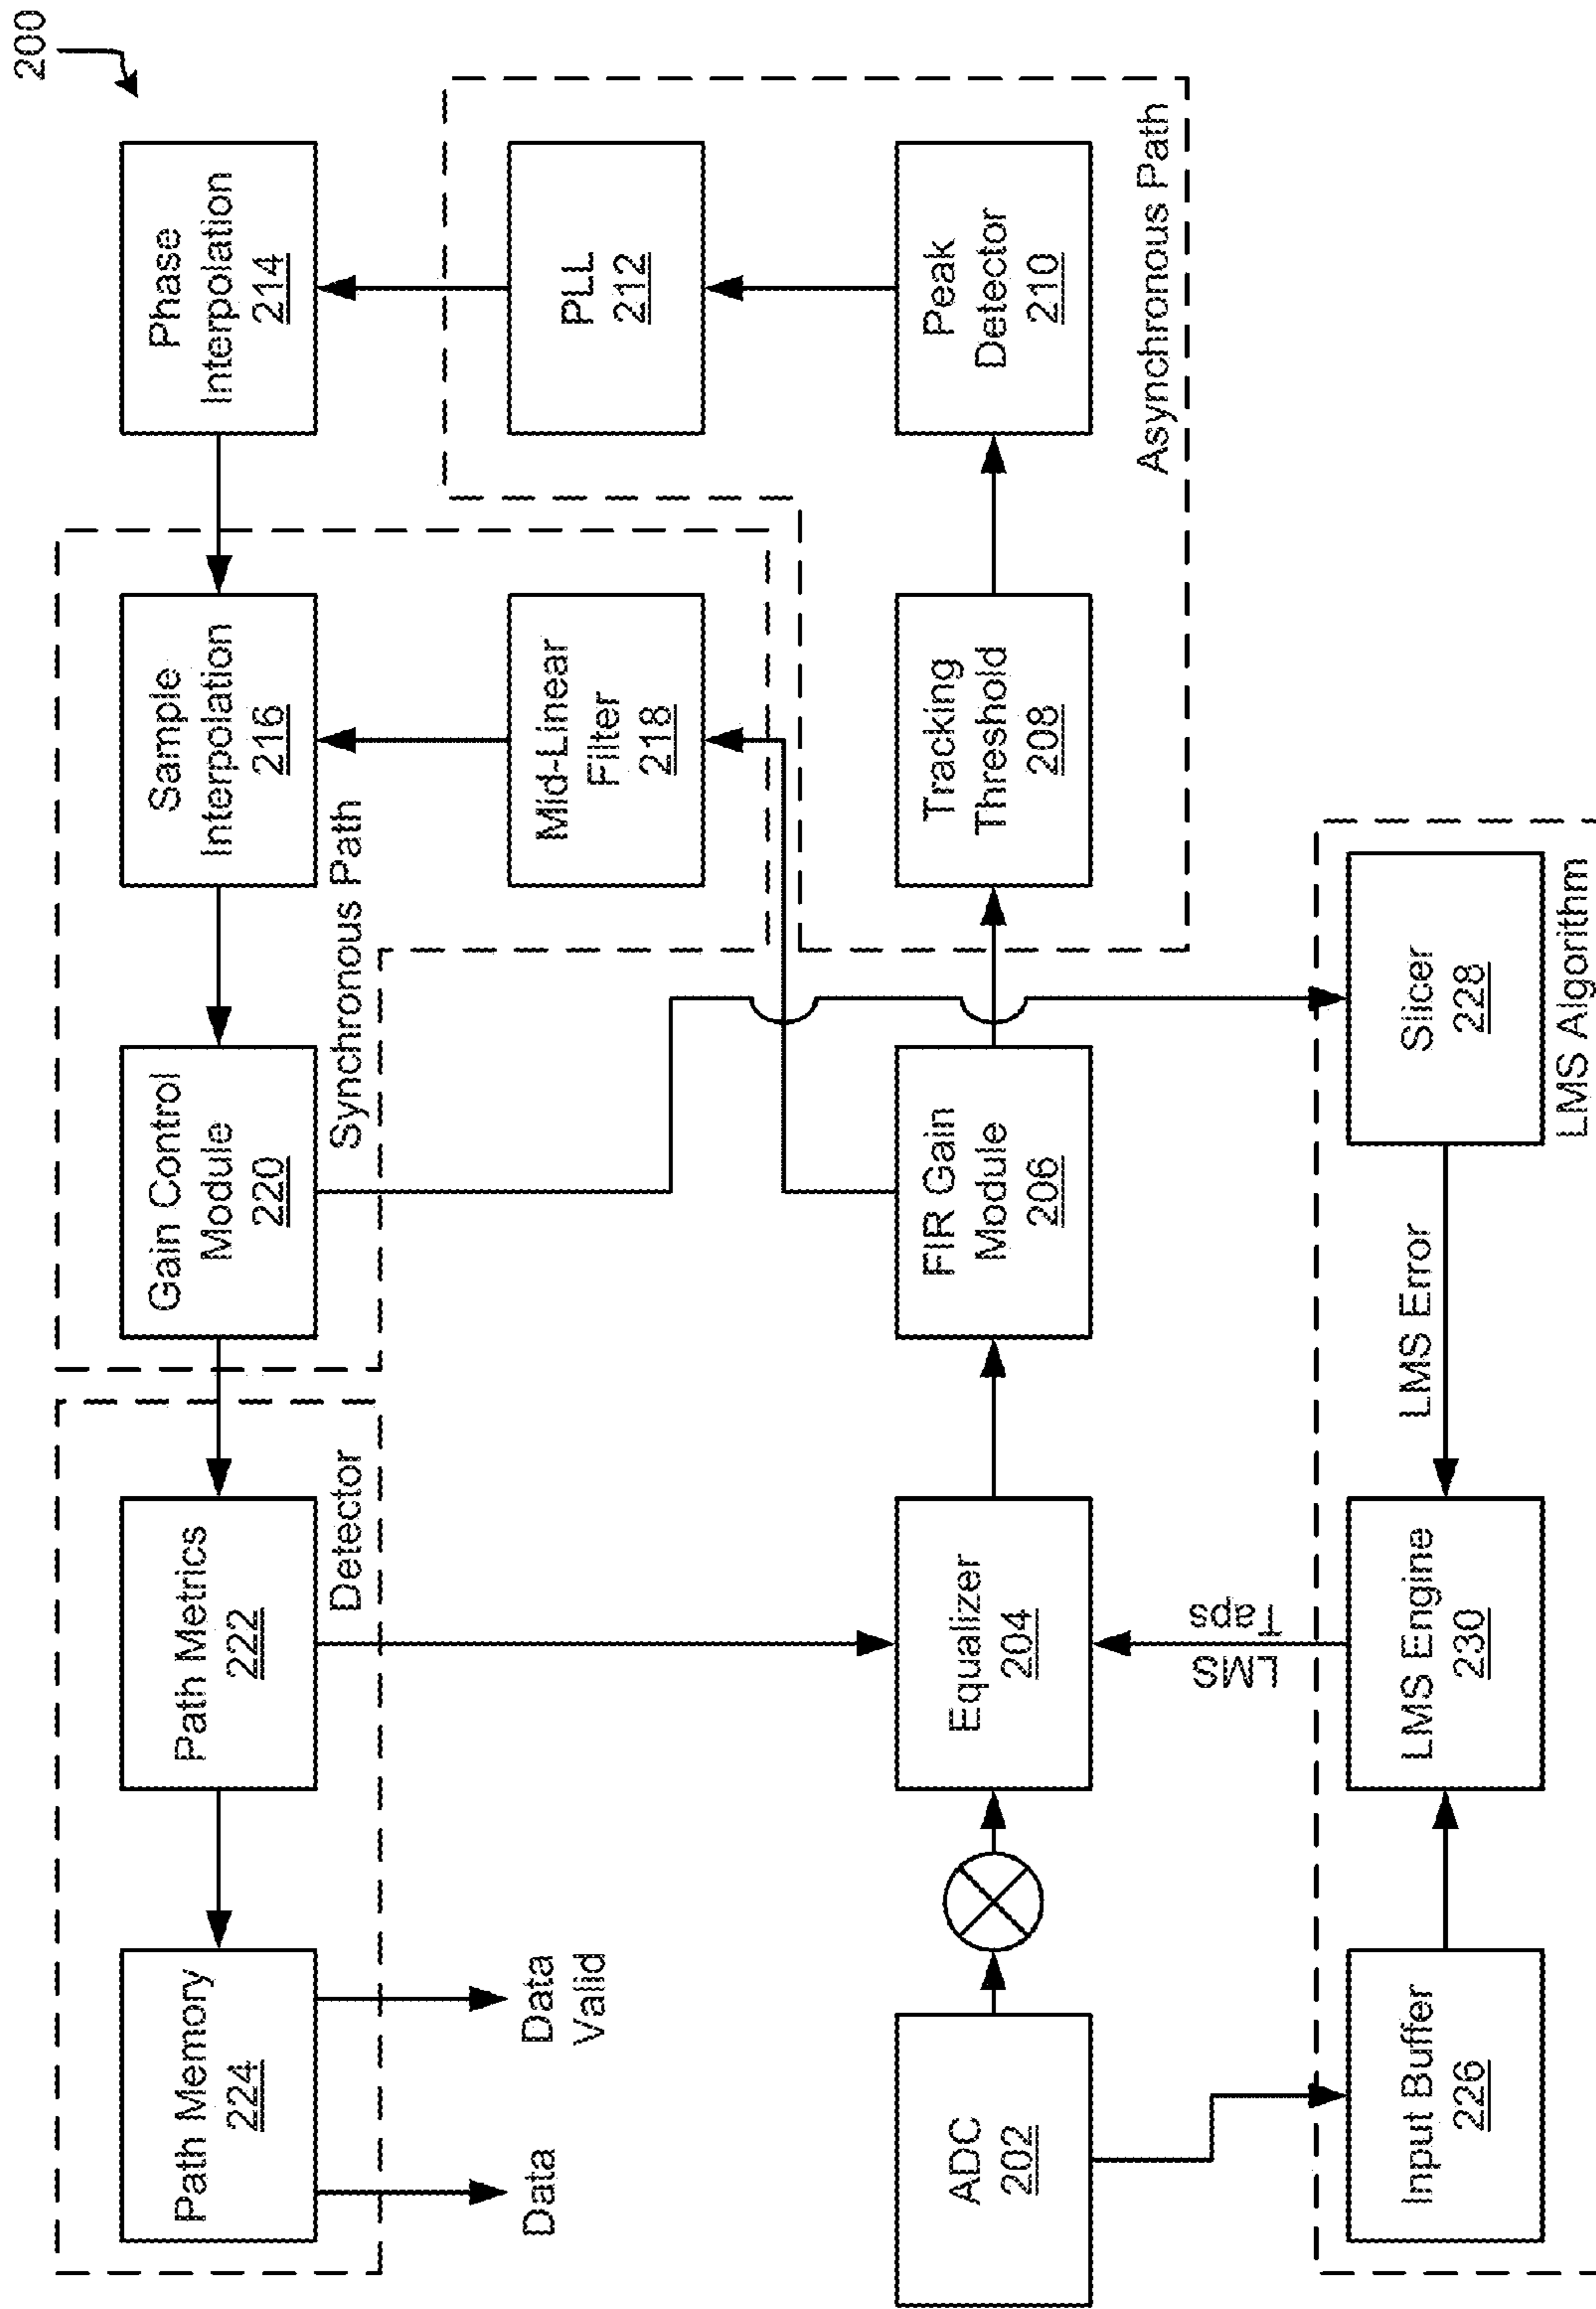 200
Path Memory
224
Path Metrics
222
Gain Control
Module
220
Sample
Interpolation
216
Phase
Interpolation
214
Detector
Synchronous Path
Data
Data
Valid
Mid-Linear
Filter
218
PLL
212
ADC
202
Equalizer
204
FIR Gain
Module
206
Tracking
Threshold
208
Peak
Detector
210
Asynchronous Path
LMS
Taps
Input Buffer
226
LMS Engine
230
LMS Error
Slicer
228
LMS Algorithm